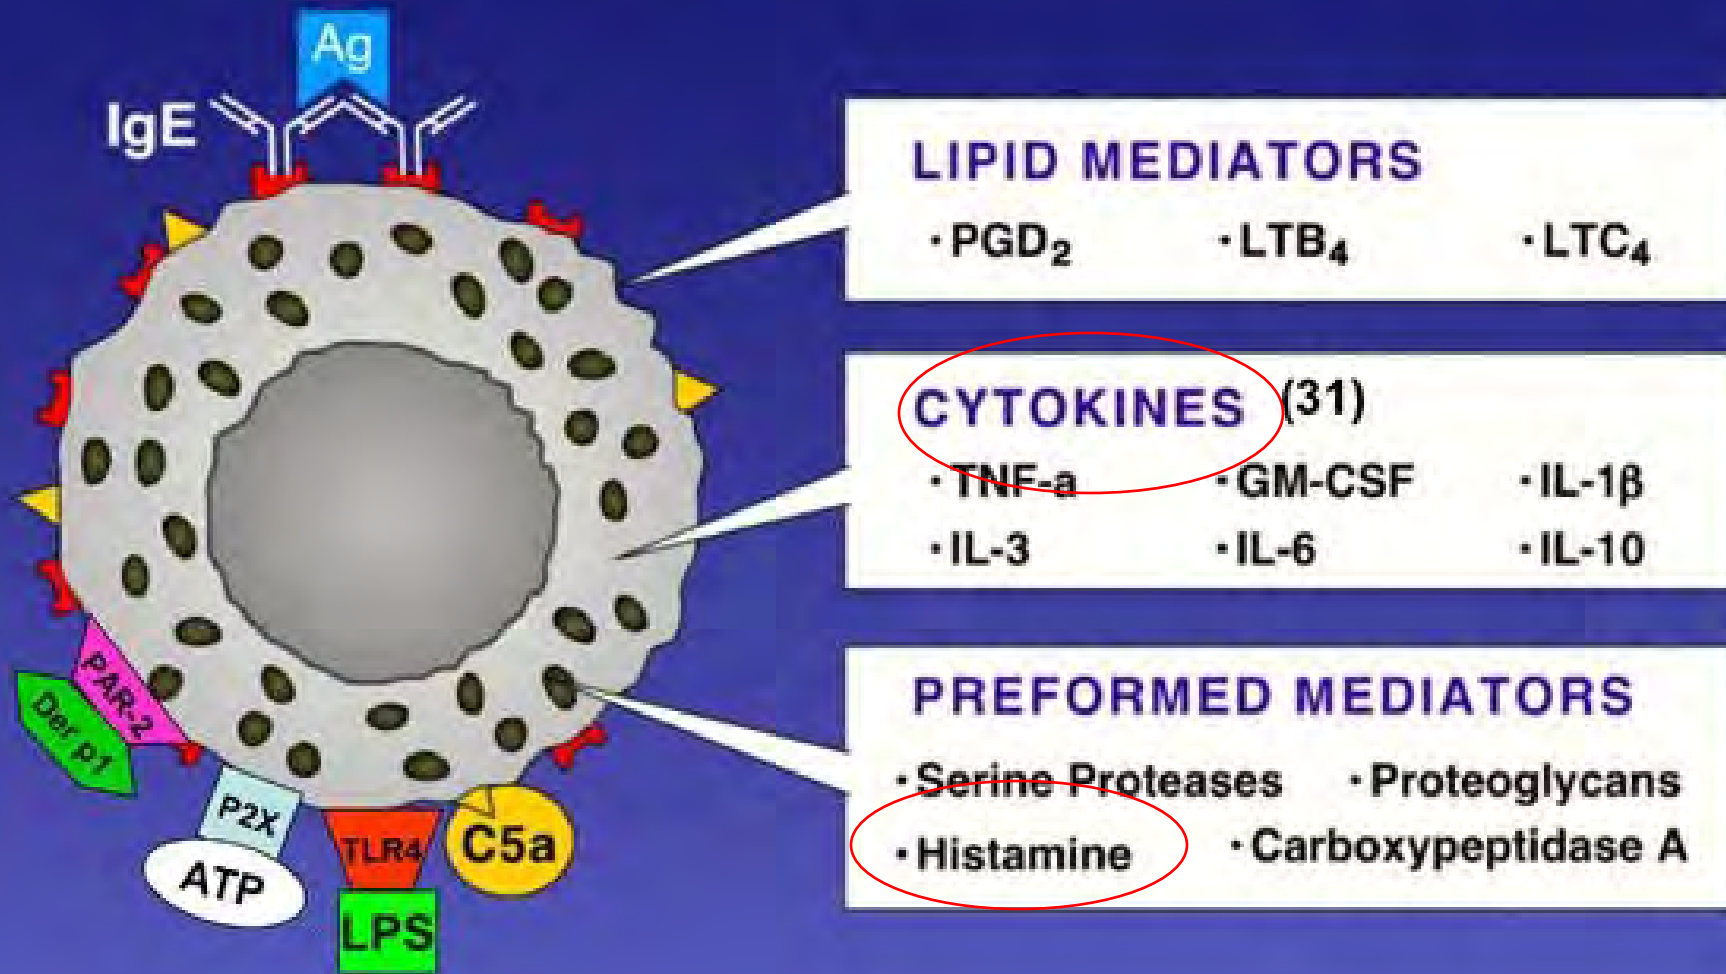 Ag
IgE
LIPID MEDIATORS
· PGD₂ · LTB₄ · LTC₄
CYTOKINES (31)
· TNF-a · GM-CSF · IL-1β
· IL-3 · IL-6 · IL-10
PREFORMED MEDIATORS
· Serine Proteases · Proteoglycans
· Histamine · Carboxypeptidase A
PAR-2
Der p1
P2X
ATP
TLR4
LPS
C5a